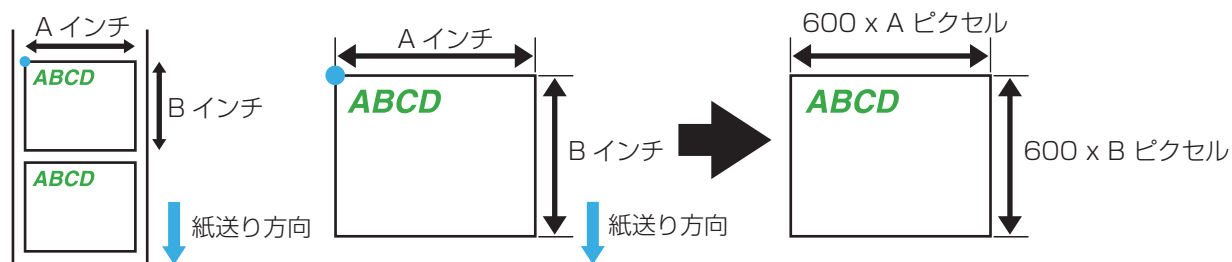 A インチ
ABCD
B インチ
ABCD
紙送り方向
A インチ
ABCD
B インチ
紙送り方向
600 x A ピクセル
ABCD
600 x B ピクセル